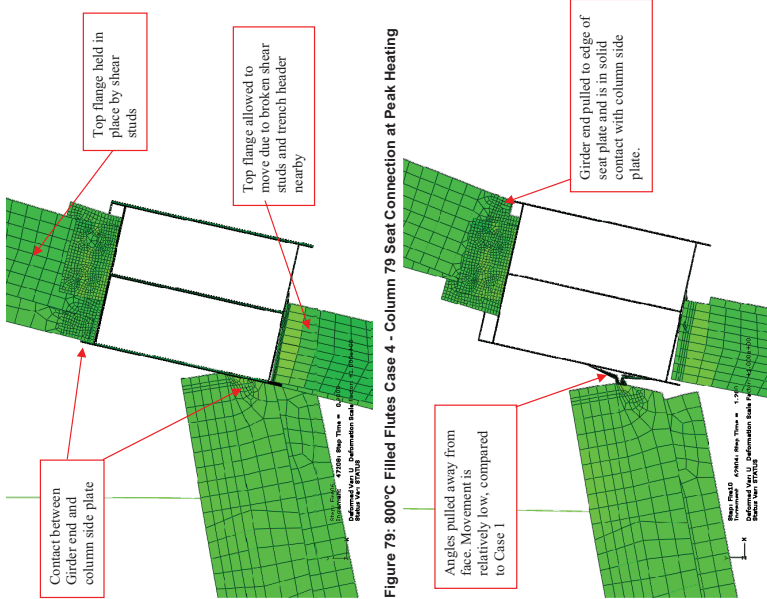 Contact between
Girder end and
column side plate
Top flange held in
place by shear
studs
Top flange allowed to
move due to broken shear
studs and trench header
nearby
Deformed Var: U Deformation Scale
Status Var: STATUS
Figure 79: 800°C Filled Flutes Case 4 - Column 79 Seat Connection at Peak Heating
Angles pulled away from
face. Movement is
relatively low, compared
to Case 1
Girder end pulled to edge of
seat plate and is in solid
contact with column side
plate.
Step: Fire10
Increment Step Time =
Deformed Var: U Deformation Scale
Status Var: STATUS